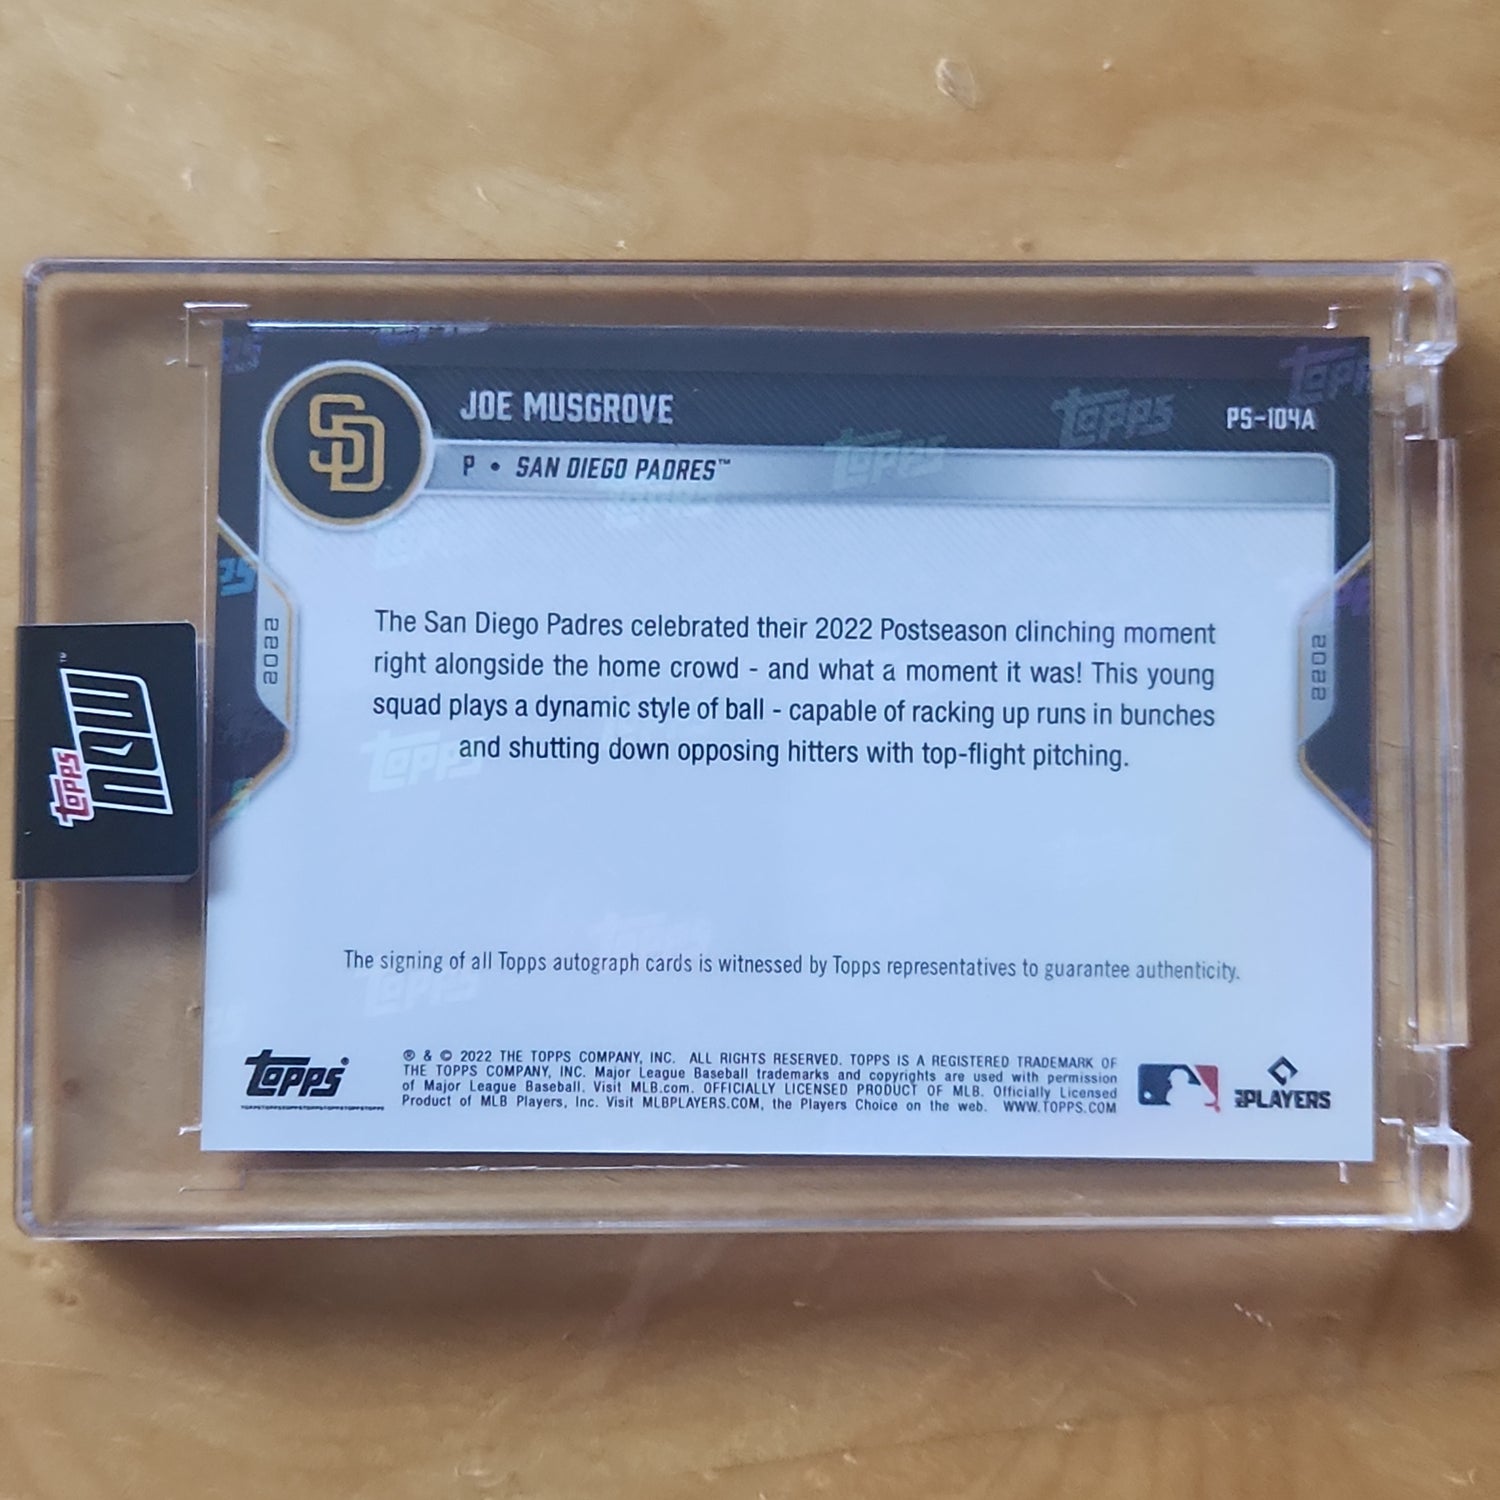 SD
JOE MUSGROVE
PS-104A
P • SAN DIEGO PADRES™
2022
2022
The San Diego Padres celebrated their 2022 Postseason clinching moment
right alongside the home crowd - and what a moment it was! This young
squad plays a dynamic style of ball - capable of racking up runs in bunches
and shutting down opposing hitters with top-flight pitching.
topps now™
The signing of all Topps autograph cards is witnessed by Topps representatives to guarantee authenticity.
topps®
® & © 2022 THE TOPPS COMPANY, INC. ALL RIGHTS RESERVED. TOPPS IS A REGISTERED TRADEMARK OF
THE TOPPS COMPANY, INC. Major League Baseball trademarks and copyrights are used with permission
of Major League Baseball. Visit MLB.com. OFFICIALLY LICENSED PRODUCT OF MLB. Officially Licensed
Product of MLB Players, Inc. Visit MLBPLAYERS.COM, the Players Choice on the web. WWW.TOPPS.COM
PLAYERS